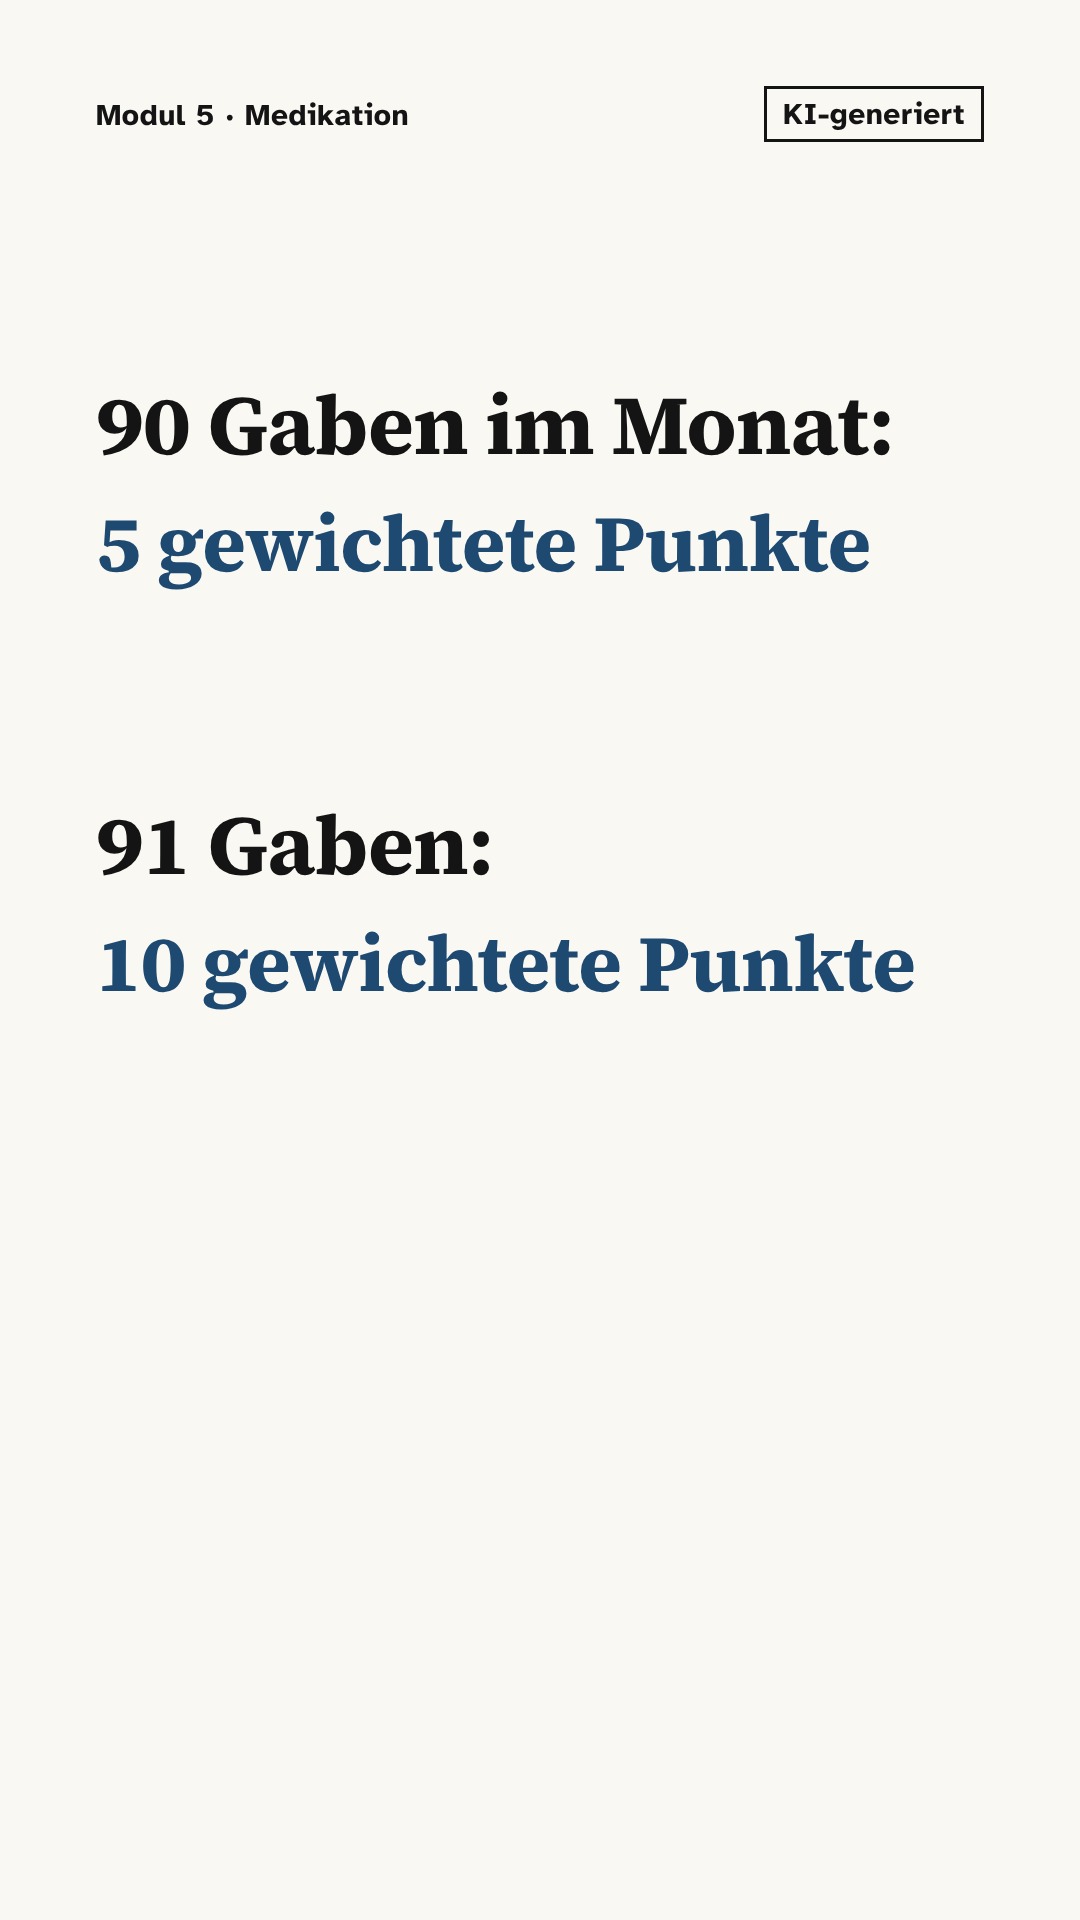 Modul 5 · Medikation
KI-generiert
90 Gaben im Monat:
5 gewichtete Punkte
91 Gaben:
10 gewichtete Punkte